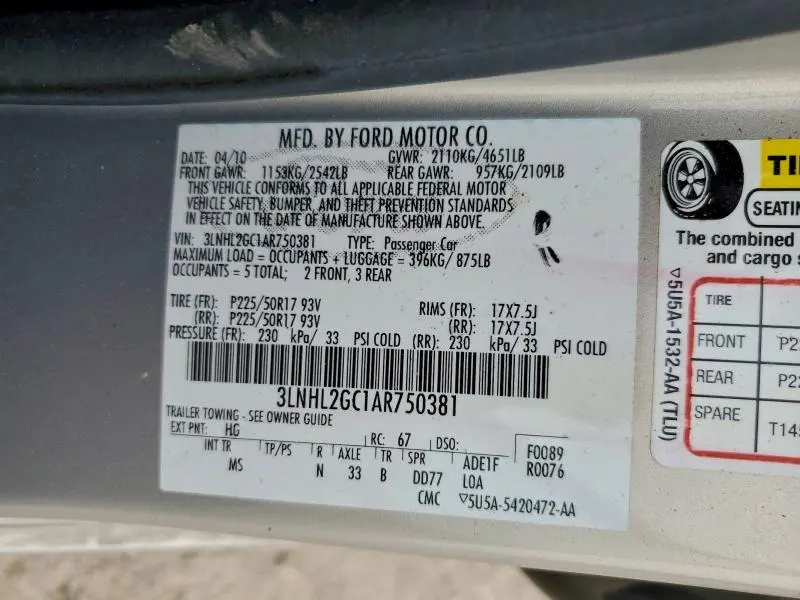 MFD. BY FORD MOTOR CO.
DATE: 04/10 GVWR: 2110KG/4651LB
FRONT GAWR: 1153KG/2542LB REAR GAWR: 957KG/2109LB
THIS VEHICLE CONFORMS TO ALL APPLICABLE FEDERAL MOTOR
VEHICLE SAFETY, BUMPER, AND THEFT PREVENTION STANDARDS
IN EFFECT ON THE DATE OF MANUFACTURE SHOWN ABOVE.
VIN: 3LNHL2GC1AR750381 TYPE: Passenger Car
MAXIMUM LOAD = OCCUPANTS + LUGGAGE = 396KG/875LB
OCCUPANTS = 5 TOTAL; 2 FRONT, 3 REAR
TIRE (FR): P225/50R17 93V RIMS (FR): 17X7.5J
(RR): P225/50R17 93V (RR): 17X7.5J
PRESSURE (FR): 230 kPa/ 33 PSI COLD (RR): 230 kPa/ 33 PSI COLD
3LNHL2GC1AR750381
TRAILER TOWING - SEE OWNER GUIDE
EXT PNT: HG RC: 67 DSO: F0089
INT TR TP/PS R AXLE TR SPR ADE1F R0076
MS N 33 B DD77 LOA
CMC ▽5U5A-5420472-AA
SEATIN
The combined
and cargo
TIRE
FRONT P2
REAR P22
SPARE T145
▽5U5A-1532-AA (TLU)